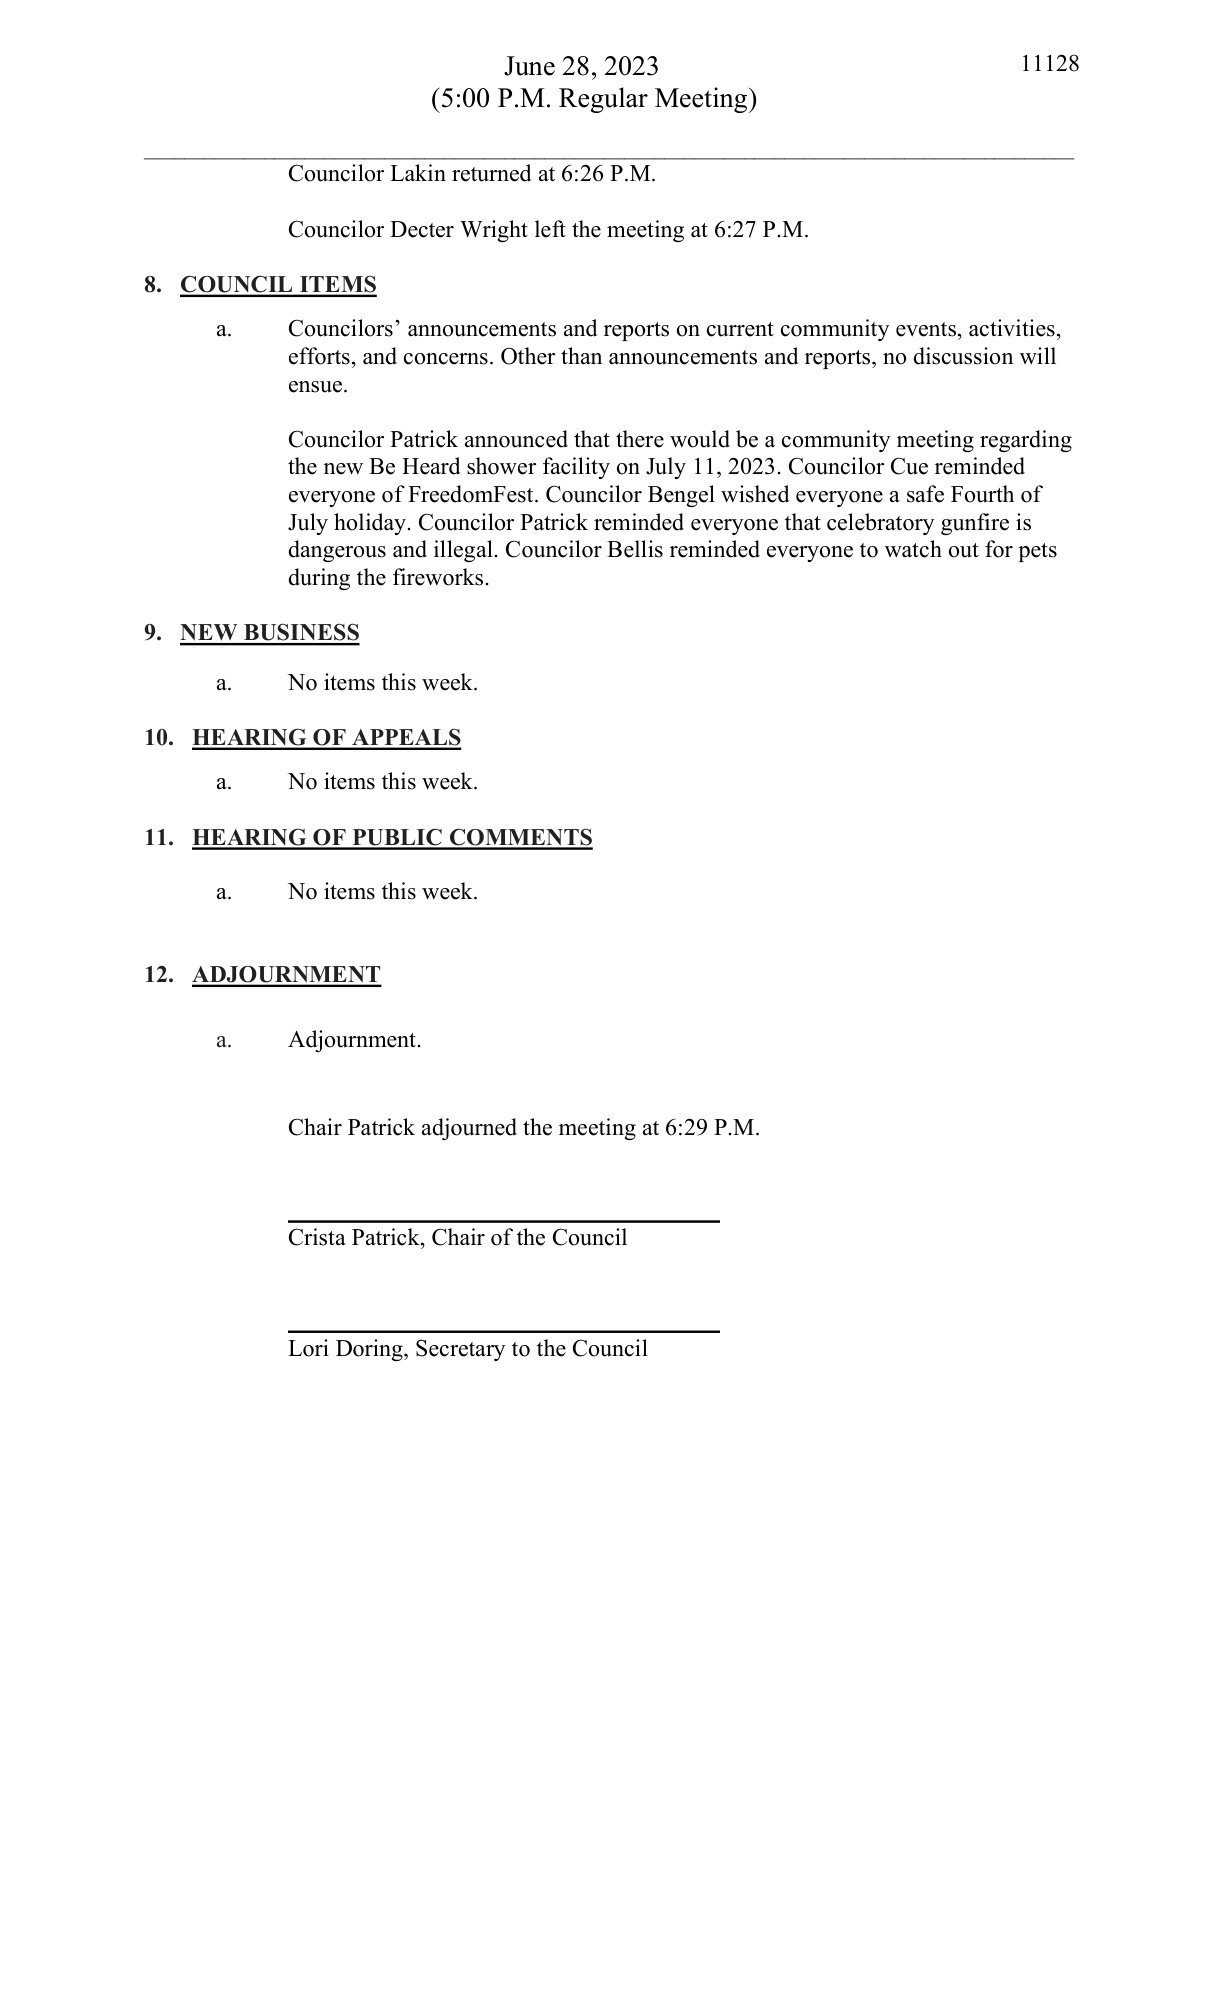 June 28, 2023
11128
(5:00 P.M. Regular Meeting)
Councilor Lakin returned at 6:26 P.M.
Councilor Decter Wright left the meeting at 6:27 P.M.
8. COUNCIL ITEMS
a. Councilors’ announcements and reports on current community events, activities,
efforts, and concerns. Other than announcements and reports, no discussion will
ensue.
Councilor Patrick announced that there would be a community meeting regarding
the new Be Heard shower facility on July 11, 2023. Councilor Cue reminded
everyone of FreedomFest. Councilor Bengel wished everyone a safe Fourth of
July holiday. Councilor Patrick reminded everyone that celebratory gunfire is
dangerous and illegal. Councilor Bellis reminded everyone to watch out for pets
during the fireworks.
9. NEW BUSINESS
a. No items this week.
10. HEARING OF APPEALS
a. No items this week.
11. HEARING OF PUBLIC COMMENTS
a. No items this week.
12. ADJOURNMENT
a. Adjournment.
Chair Patrick adjourned the meeting at 6:29 P.M.
Crista Patrick, Chair of the Council
Lori Doring, Secretary to the Council